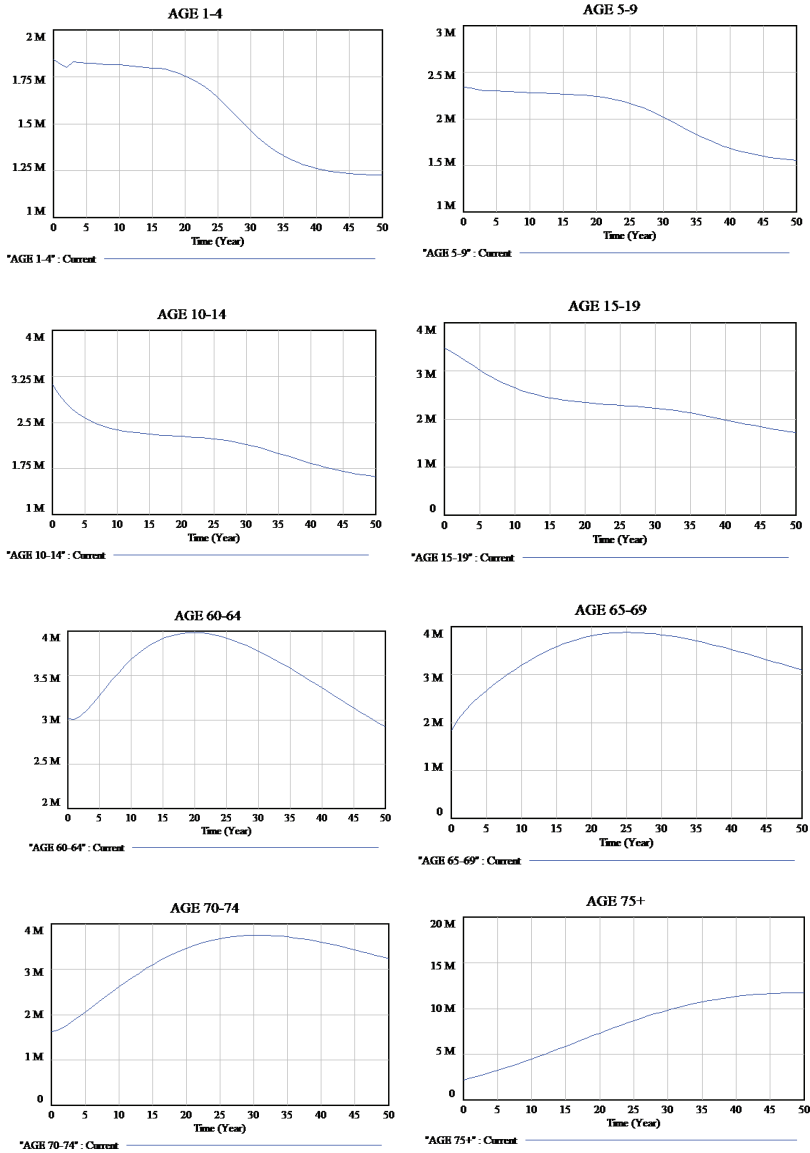 AGE 1-4
2 M
1.75 M
1.5 M
1.25 M
1 M
0 5 10 15 20 25 30 35 40 45 50
Time (Year)
"AGE 1-4" : Current
AGE 5-9
3 M
2.5 M
2 M
1.5 M
1 M
0 5 10 15 20 25 30 35 40 45 50
Time (Year)
"AGE 5-9" : Current
AGE 10-14
4 M
3.25 M
2.5 M
1.75 M
1 M
0 5 10 15 20 25 30 35 40 45 50
Time (Year)
"AGE 10-14" : Current
AGE 15-19
4 M
3 M
2 M
1 M
0
0 5 10 15 20 25 30 35 40 45 50
Time (Year)
"AGE 15-19" : Current
AGE 60-64
4 M
3.5 M
3 M
2.5 M
2 M
0 5 10 15 20 25 30 35 40 45 50
Time (Year)
"AGE 60-64" : Current
AGE 65-69
4 M
3 M
2 M
1 M
0
0 5 10 15 20 25 30 35 40 45 50
Time (Year)
"AGE 65-69" : Current
AGE 70-74
4 M
3 M
2 M
1 M
0
0 5 10 15 20 25 30 35 40 45 50
Time (Year)
"AGE 70-74" : Current
AGE 75+
20 M
15 M
10 M
5 M
0
0 5 10 15 20 25 30 35 40 45 50
Time (Year)
"AGE 75+" : Current